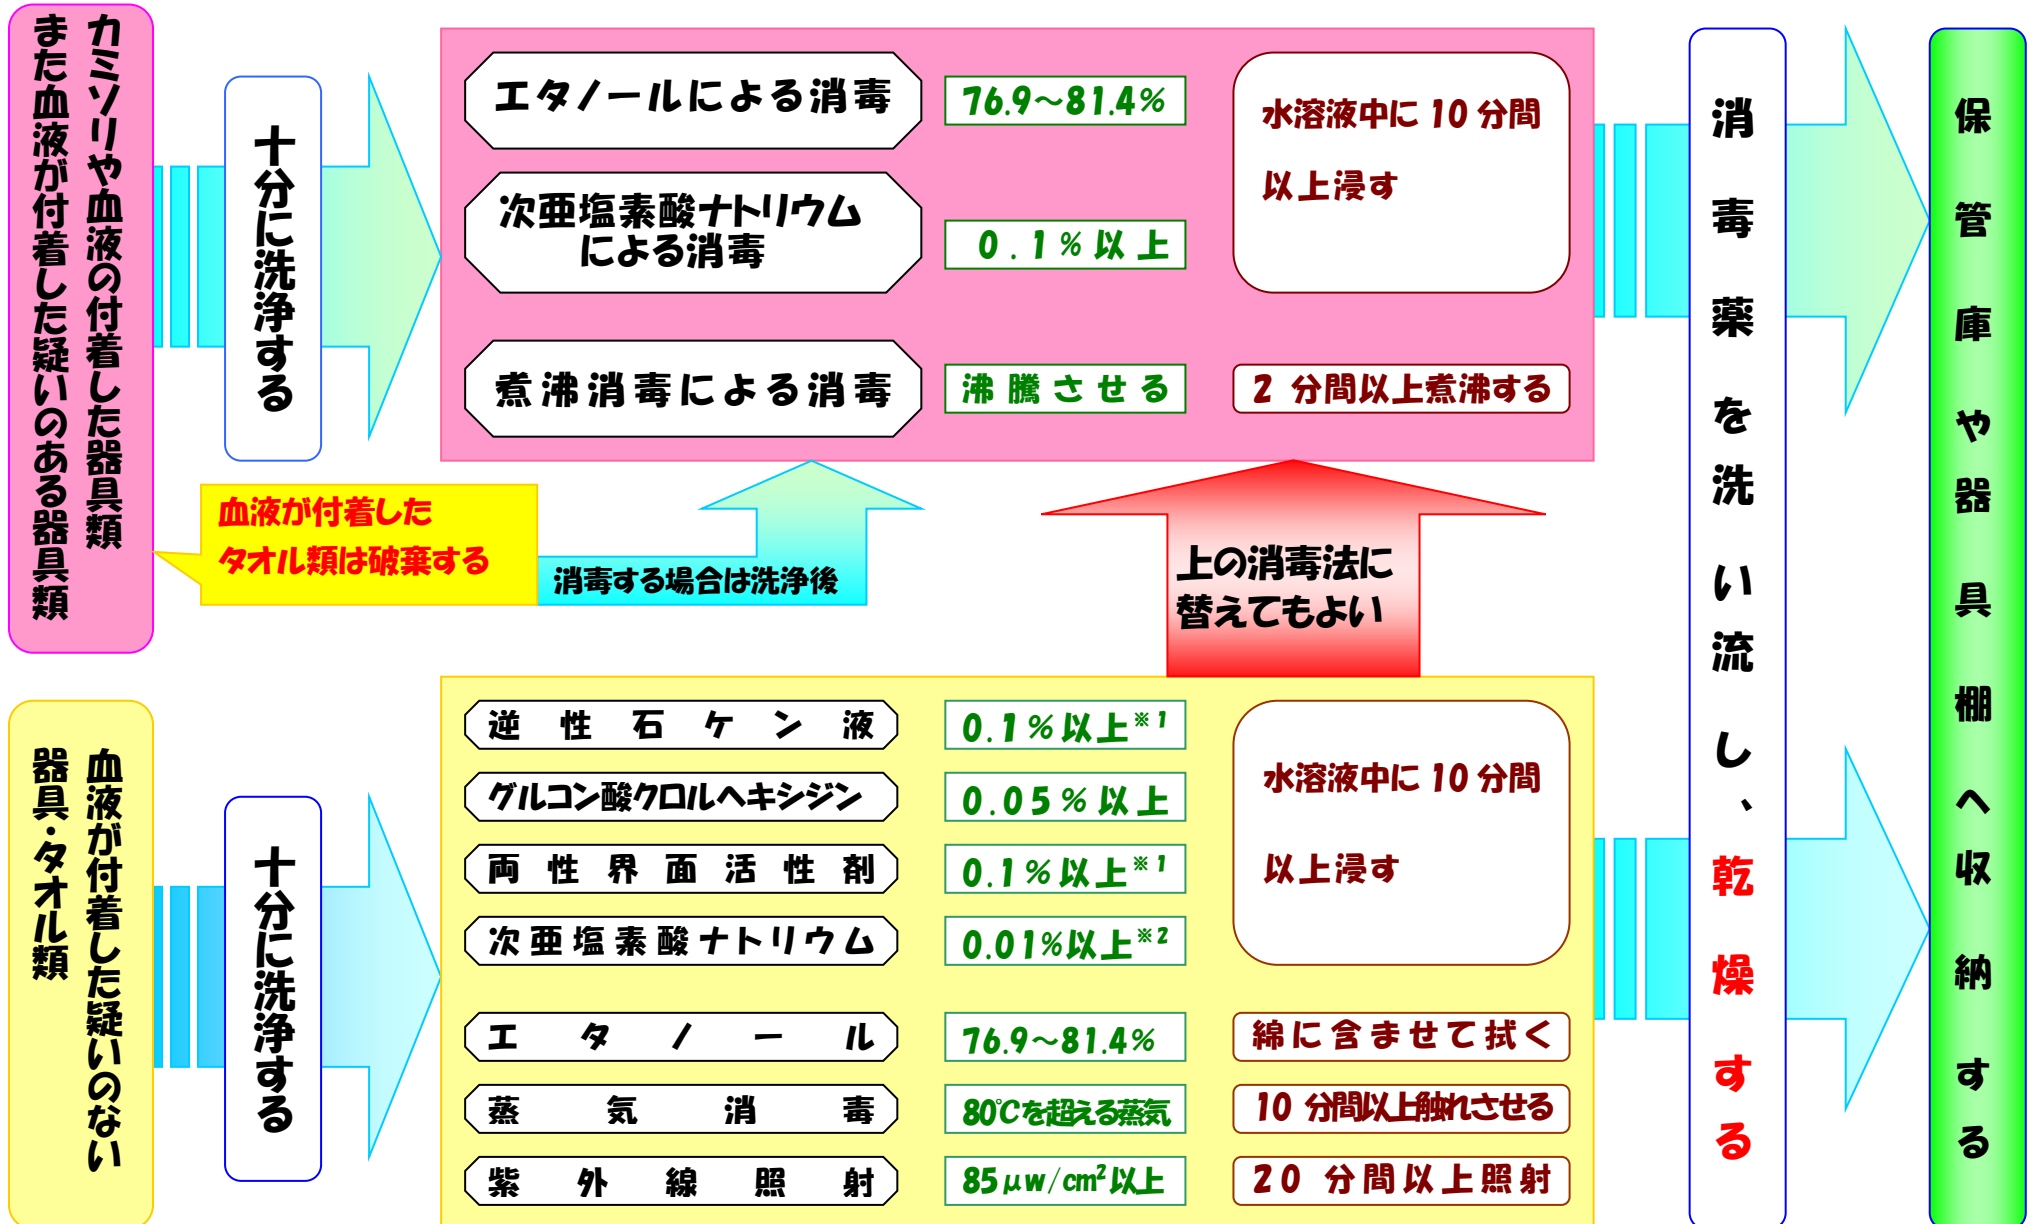 カミソリや血液の付着した器具類
また血液が付着した疑いのある器具類
十分に洗浄する
エタノールによる消毒
76.9～81.4%
水溶液中に 10 分間
以上浸す
次亜塩素酸ナトリウム
による消毒
0.1%以上
煮沸消毒による消毒
沸騰させる
2 分間以上煮沸する
血液が付着した
タオル類は破棄する
消毒する場合は洗浄後
上の消毒法に
替えてもよい
血液が付着した疑いのない
器具・タオル類
十分に洗浄する
逆性石ケン液
0.1%以上※1
グルコン酸クロルヘキシジン
0.05%以上
両性界面活性剤
0.1%以上※1
次亜塩素酸ナトリウム
0.01%以上※2
水溶液中に 10 分間
以上浸す
エタノール
76.9～81.4%
綿に含ませて拭く
蒸気消毒
80℃を超える蒸気
10 分間以上触れさせる
紫外線照射
85μw/cm²以上
20 分間以上照射
消毒薬を洗い流し、乾燥する
保管庫や器具棚へ収納する